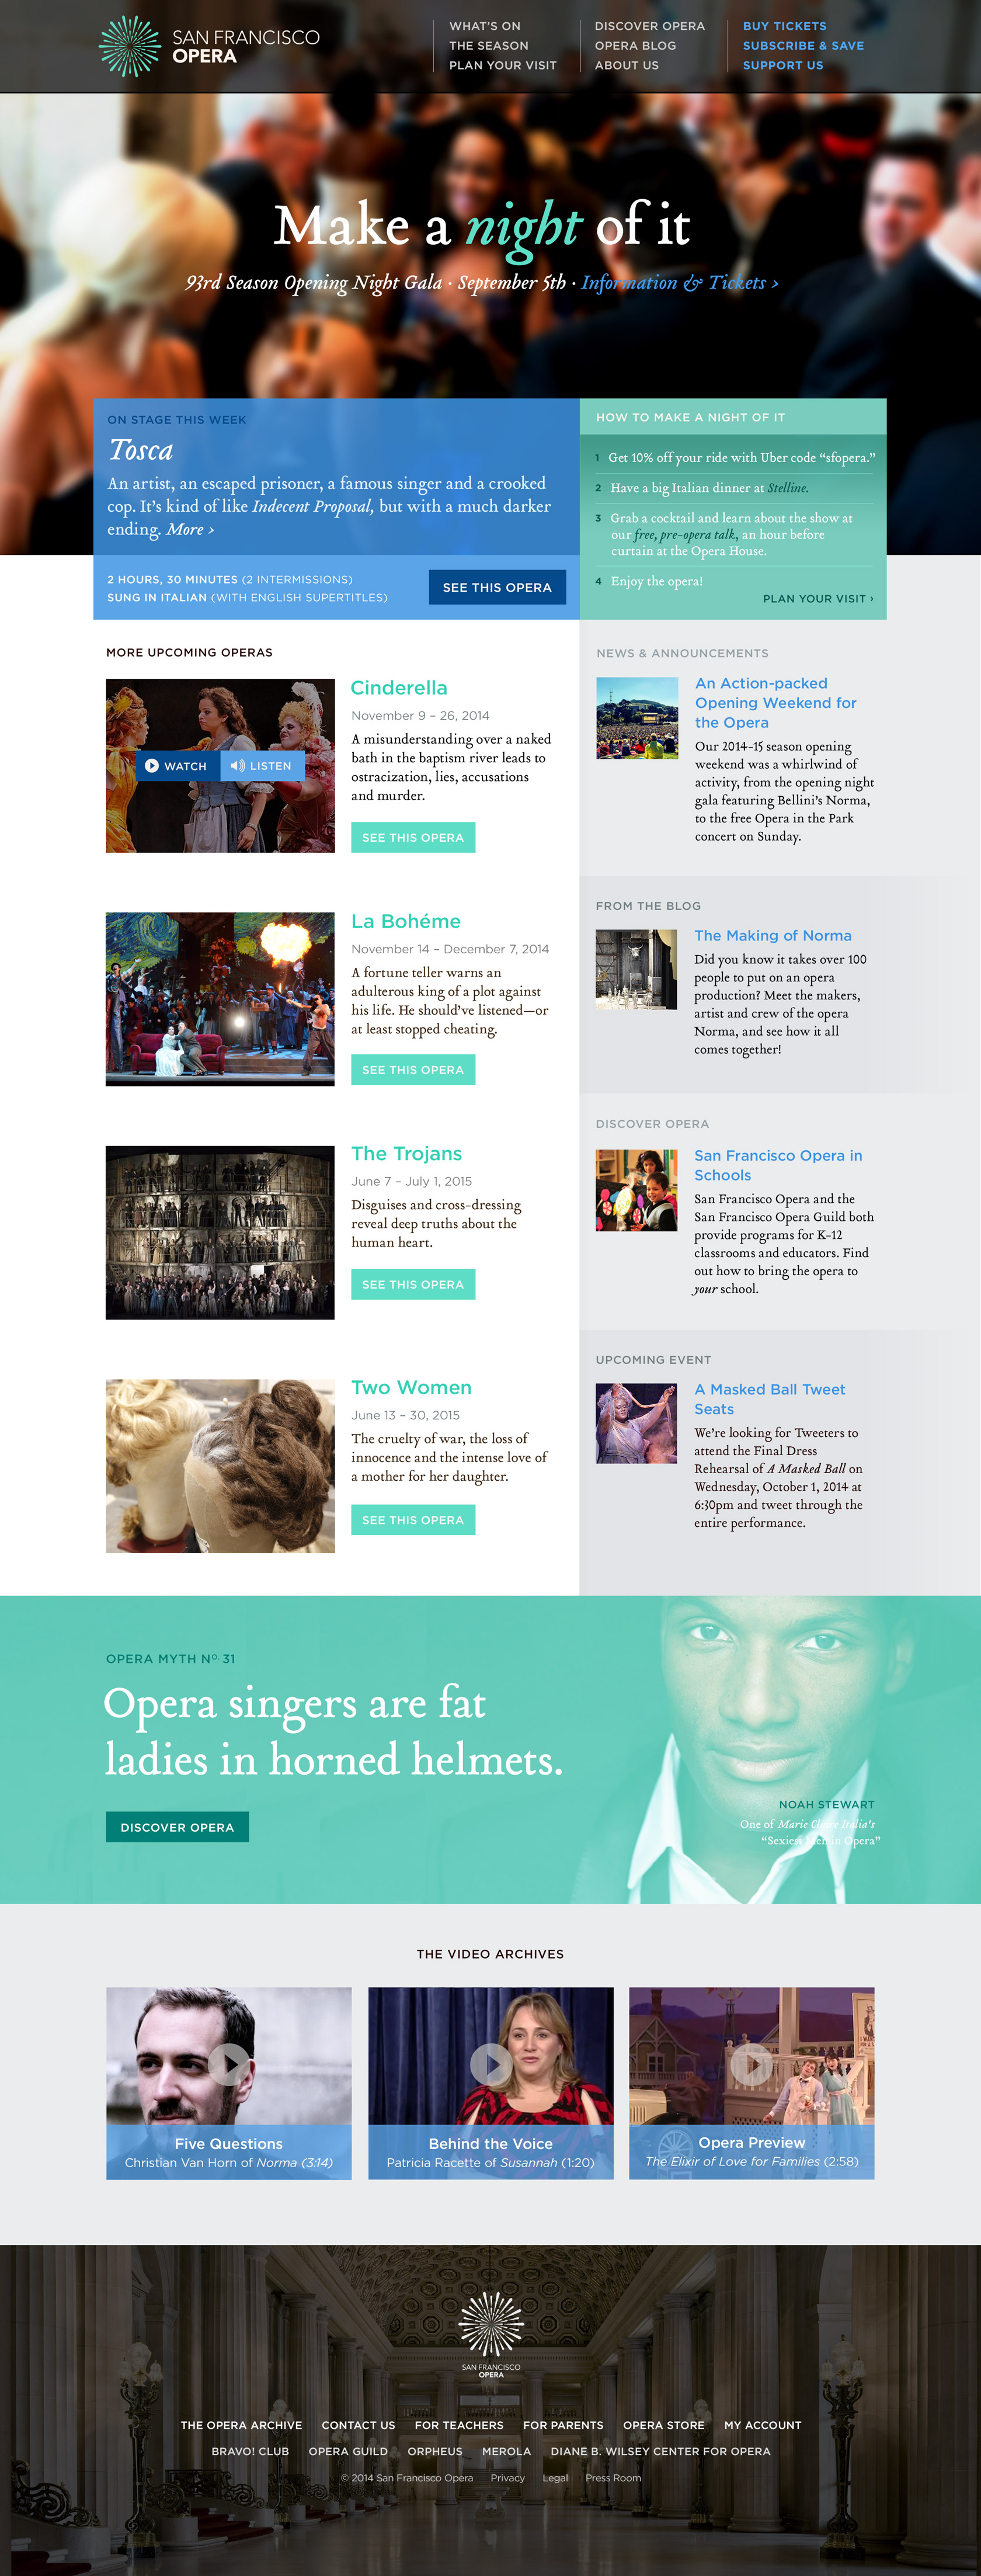 SAN FRANCISCO
OPERA
WHAT'S ON
THE SEASON
PLAN YOUR VISIT
DISCOVER OPERA
OPERA BLOG
ABOUT US
BUY TICKETS
SUBSCRIBE & SAVE
SUPPORT US
Make a night of it
93rd Season Opening Night Gala · September 5th · Information & Tickets ›
ON STAGE THIS WEEK
Tosca
An artist, an escaped prisoner, a famous singer and a crooked
cop. It's kind of like Indecent Proposal, but with a much darker
ending. More ›
2 HOURS, 30 MINUTES (2 INTERMISSIONS)
SUNG IN ITALIAN (WITH ENGLISH SUPERTITLES)
SEE THIS OPERA
HOW TO MAKE A NIGHT OF IT
1 Get 10% off your ride with Uber code “sfopera.”
2 Have a big Italian dinner at Stelline.
3 Grab a cocktail and learn about the show at
our free, pre-opera talk, an hour before
curtain at the Opera House.
4 Enjoy the opera!
PLAN YOUR VISIT ›
MORE UPCOMING OPERAS
WATCH
LISTEN
Cinderella
November 9 – 26, 2014
A misunderstanding over a naked
bath in the baptism river leads to
ostracization, lies, accusations
and murder.
SEE THIS OPERA
La Bohéme
November 14 – December 7, 2014
A fortune teller warns an
adulterous king of a plot against
his life. He should've listened—or
at least stopped cheating.
SEE THIS OPERA
The Trojans
June 7 – July 1, 2015
Disguises and cross-dressing
reveal deep truths about the
human heart.
SEE THIS OPERA
Two Women
June 13 – 30, 2015
The cruelty of war, the loss of
innocence and the intense love of
a mother for her daughter.
SEE THIS OPERA
NEWS & ANNOUNCEMENTS
An Action-packed
Opening Weekend for
the Opera
Our 2014-15 season opening
weekend was a whirlwind of
activity, from the opening night
gala featuring Bellini's Norma,
to the free Opera in the Park
concert on Sunday.
FROM THE BLOG
The Making of Norma
Did you know it takes over 100
people to put on an opera
production? Meet the makers,
artist and crew of the opera
Norma, and see how it all
comes together!
DISCOVER OPERA
San Francisco Opera in
Schools
San Francisco Opera and the
San Francisco Opera Guild both
provide programs for K-12
classrooms and educators. Find
out how to bring the opera to
your school.
UPCOMING EVENT
A Masked Ball Tweet
Seats
We're looking for Tweeters to
attend the Final Dress
Rehearsal of A Masked Ball on
Wednesday, October 1, 2014 at
6:30pm and tweet through the
entire performance.
OPERA MYTH Nº. 31
Opera singers are fat
ladies in horned helmets.
DISCOVER OPERA
NOAH STEWART
One of Marie Claire Italia's
“Sexiess Men in Opera”
THE VIDEO ARCHIVES
Five Questions
Christian Van Horn of Norma (3:14)
Behind the Voice
Patricia Racette of Susannah (1:20)
Opera Preview
The Elixir of Love for Families (2:58)
SAN FRANCISCO
OPERA
THE OPERA ARCHIVE CONTACT US FOR TEACHERS FOR PARENTS OPERA STORE MY ACCOUNT
BRAVO! CLUB OPERA GUILD ORPHEUS MEROLA DIANE B. WILSEY CENTER FOR OPERA
© 2014 San Francisco Opera Privacy Legal Press Room